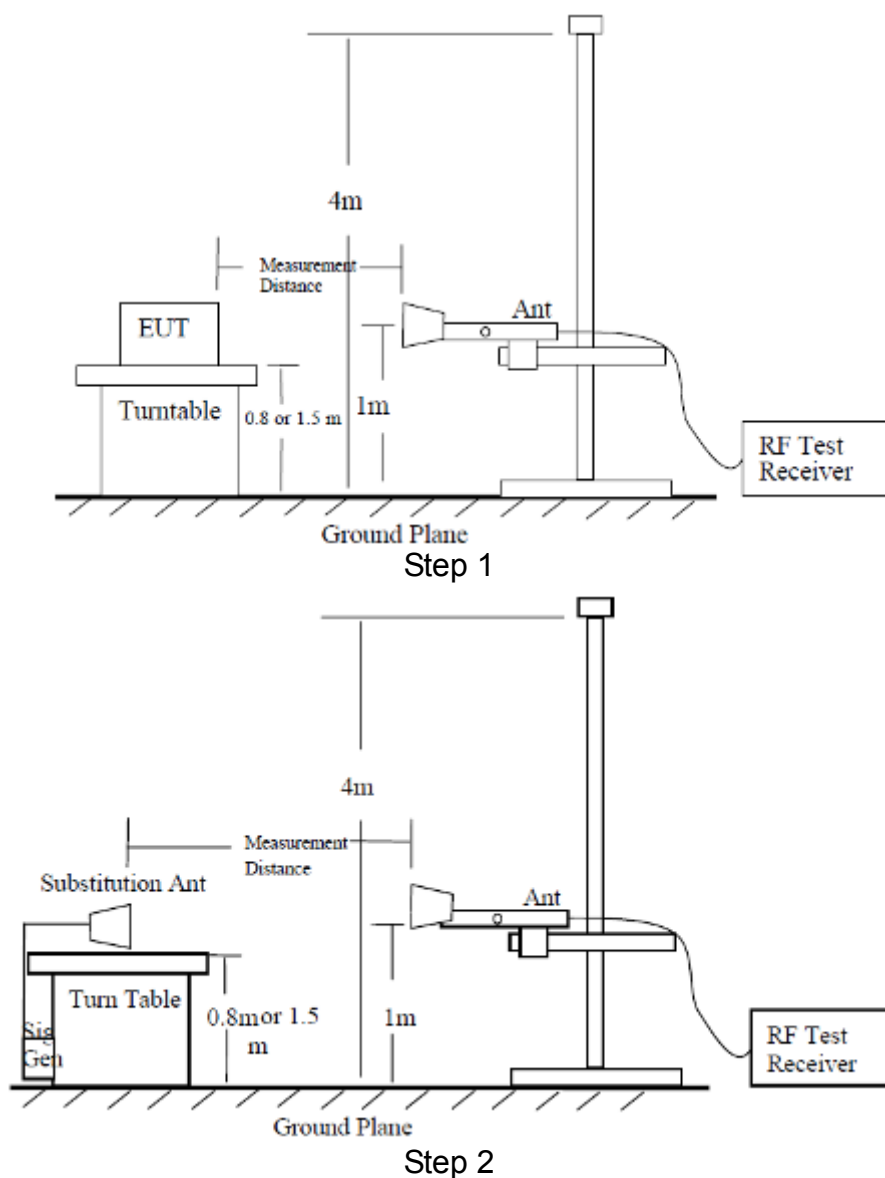 4m
Measurement
Distance
Ant
EUT
1m
Turntable
0.8 or 1.5 m
RF Test
Receiver
Ground Plane
Step 1
4m
Measurement
Distance
Substitution Ant
Ant
Turn Table
0.8m or 1.5
m
1m
Sig
Gen
RF Test
Receiver
Ground Plane
Step 2